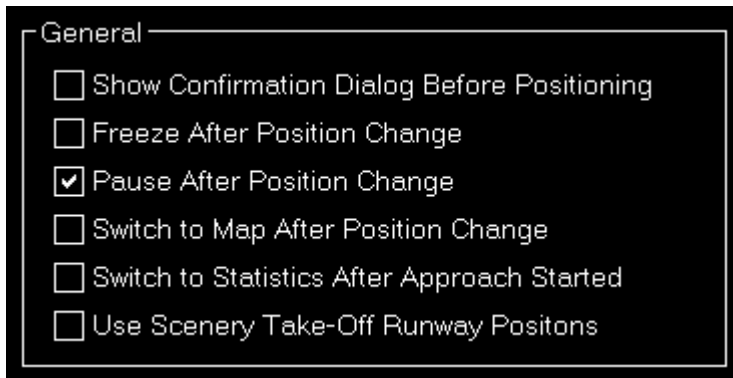 General
Show Confirmation Dialog Before Positioning
Freeze After Position Change
Pause After Position Change
Switch to Map After Position Change
Switch to Statistics After Approach Started
Use Scenery Take-Off Runway Positons